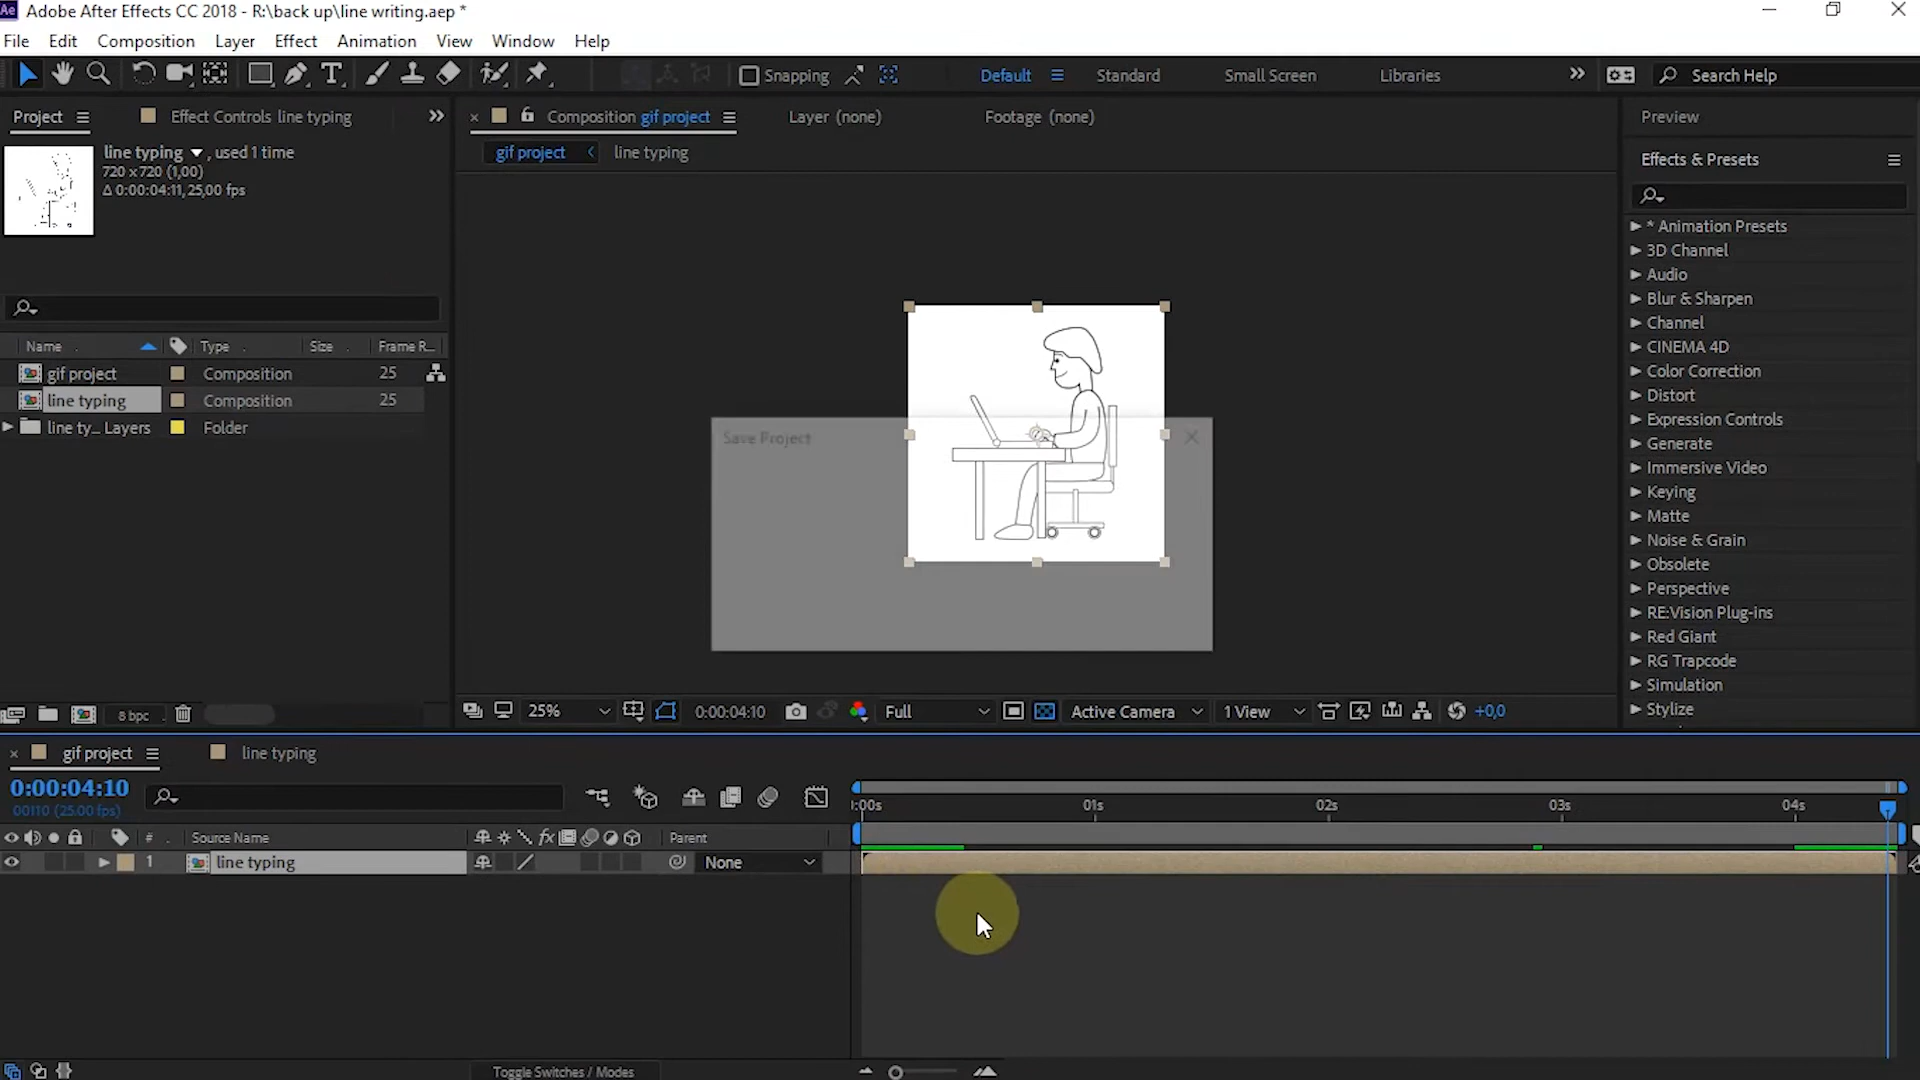 Ae Adobe After Effects CC 2018 - R:\back up\line writing.aep *
File Edit Composition Layer Effect Animation View Window Help
Snapping Default Standard Small Screen Libraries Search Help
Project Effect Controls line typing
Composition gif project Layer (none) Footage (none)
Preview
gif project line typing
Effects & Presets
line typing , used 1 time
720 x 720 (1,00)
Δ 0:00:04:11, 25,00 fps
* Animation Presets
3D Channel
Audio
Blur & Sharpen
Channel
CINEMA 4D
Color Correction
Distort
Expression Controls
Generate
Immersive Video
Keying
Matte
Noise & Grain
Obsolete
Perspective
RE:Vision Plug-ins
Red Giant
RG Trapcode
Simulation
Stylize
Name Type Size Frame R...
gif project Composition 25
line typing Composition 25
line ty... Layers Folder
Save Project
8 bpc
25% 0:00:04:10 Full Active Camera 1 View +0,0
gif project line typing
0:00:04:10
00110 (25.00 fps)
:00s 01s 02s 03s 04s
# Source Name fx Parent
1 line typing None
Toggle Switches / Modes